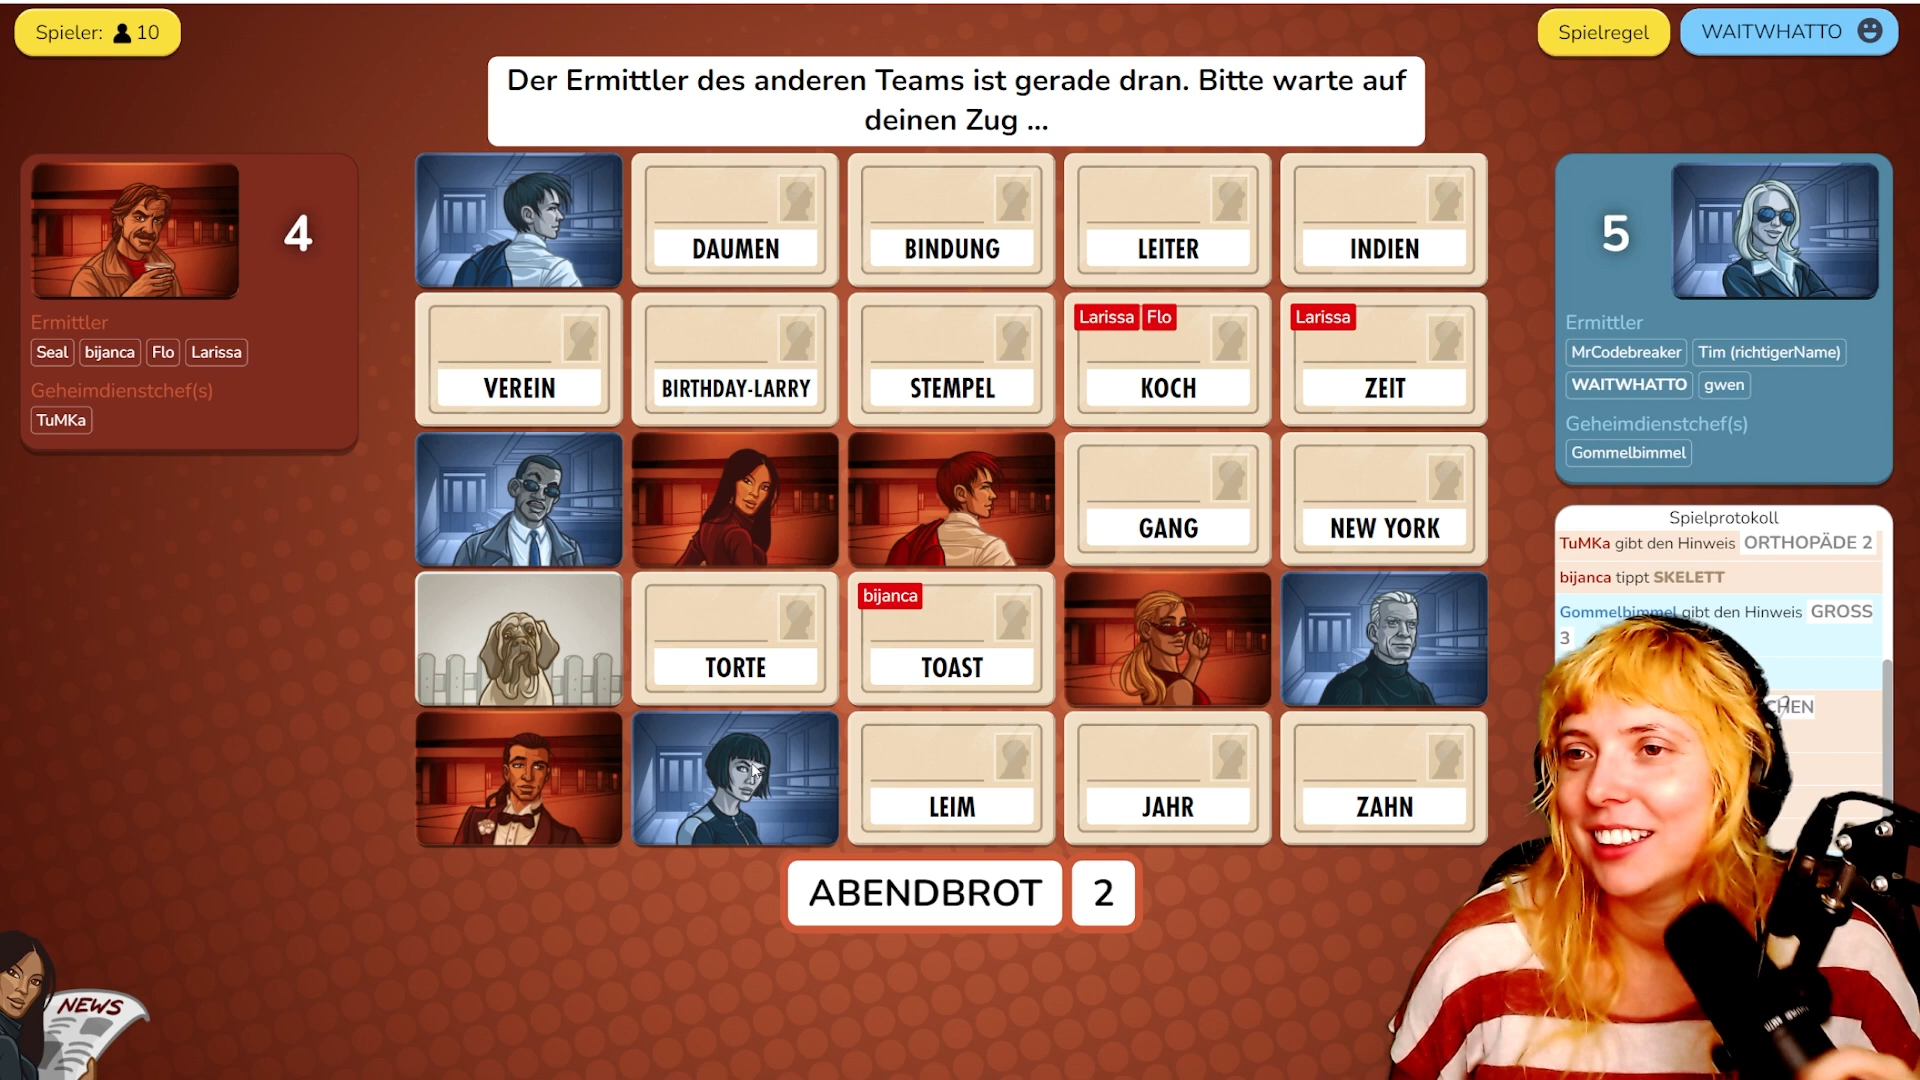 Spieler: 10
Spielregel
WAITWHATTO
Der Ermittler des anderen Teams ist gerade dran. Bitte warte auf
deinen Zug ...
4
Ermittler
Seal bijanca Flo Larissa
Geheimdienstchef(s)
TuMKa
DAUMEN
BINDUNG
LEITER
INDIEN
VEREIN
BIRTHDAY-LARRY
STEMPEL
Larissa Flo
KOCH
Larissa
ZEIT
GANG
NEW YORK
TORTE
bijanca
TOAST
LEIM
JAHR
ZAHN
ABENDBROT 2
5
Ermittler
MrCodebreaker Tim (richtigerName)
WAITWHATTO gwen
Geheimdienstchef(s)
Gommelbimmel
Spielprotokoll
TuMKa gibt den Hinweis ORTHOPÄDE 2
bijanca tippt SKELETT
Gommelbimmel gibt den Hinweis GROSS
3
CHEN
NEWS